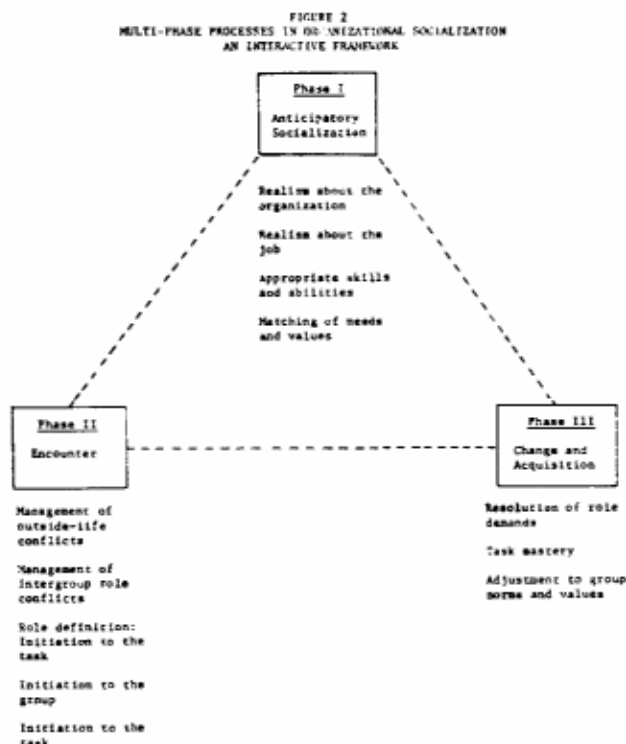 FIGURE 2
MULTI-PHASE PROCESSES IN ORGANIZATIONAL SOCIALIZATION
AN INTERACTIVE FRAMEWORK
Phase I
Anticipatory
Socialization
Realism about the
organization
Realism about the
job
Appropriate skills
and abilities
Matching of needs
and values
Phase II
Encounter
Management of
outside-life
conflicts
Management of
intergroup role
conflicts
Role definition:
Initiation to the
task
Initiation to the
group
Initiation to the
task
Phase III
Change and
Acquisition
Resolution of role
demands
Task mastery
Adjustment to group
norms and values